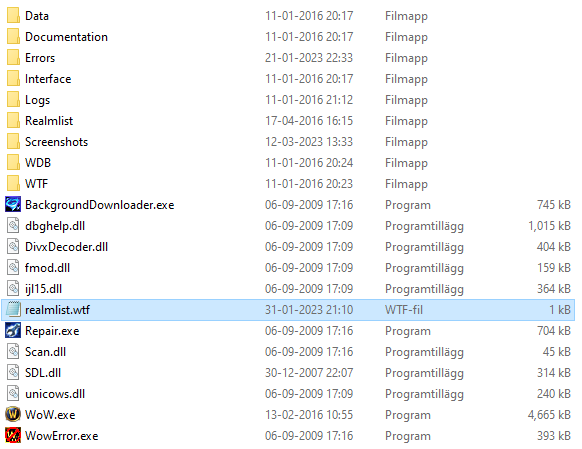 Data 11-01-2016 20:17 Filmapp
Documentation 11-01-2016 20:17 Filmapp
Errors 21-01-2023 22:33 Filmapp
Interface 11-01-2016 20:17 Filmapp
Logs 11-01-2016 21:12 Filmapp
Realmlist 17-04-2016 16:15 Filmapp
Screenshots 12-03-2023 13:33 Filmapp
WDB 11-01-2016 20:24 Filmapp
WTF 11-01-2016 20:23 Filmapp
BackgroundDownloader.exe 06-09-2009 17:16 Program 745 kB
dbghelp.dll 06-09-2009 17:09 Programtillägg 1,015 kB
DivxDecoder.dll 06-09-2009 17:09 Programtillägg 404 kB
fmod.dll 06-09-2009 17:09 Programtillägg 159 kB
ijl15.dll 06-09-2009 17:09 Programtillägg 364 kB
realmlist.wtf 31-01-2023 21:10 WTF-fil 1 kB
Repair.exe 06-09-2009 17:16 Program 704 kB
Scan.dll 06-09-2009 17:16 Programtillägg 45 kB
SDL.dll 30-12-2007 22:07 Programtillägg 314 kB
unicows.dll 06-09-2009 17:09 Programtillägg 240 kB
WoW.exe 13-02-2016 10:55 Program 4,665 kB
WowError.exe 06-09-2009 17:16 Program 393 kB